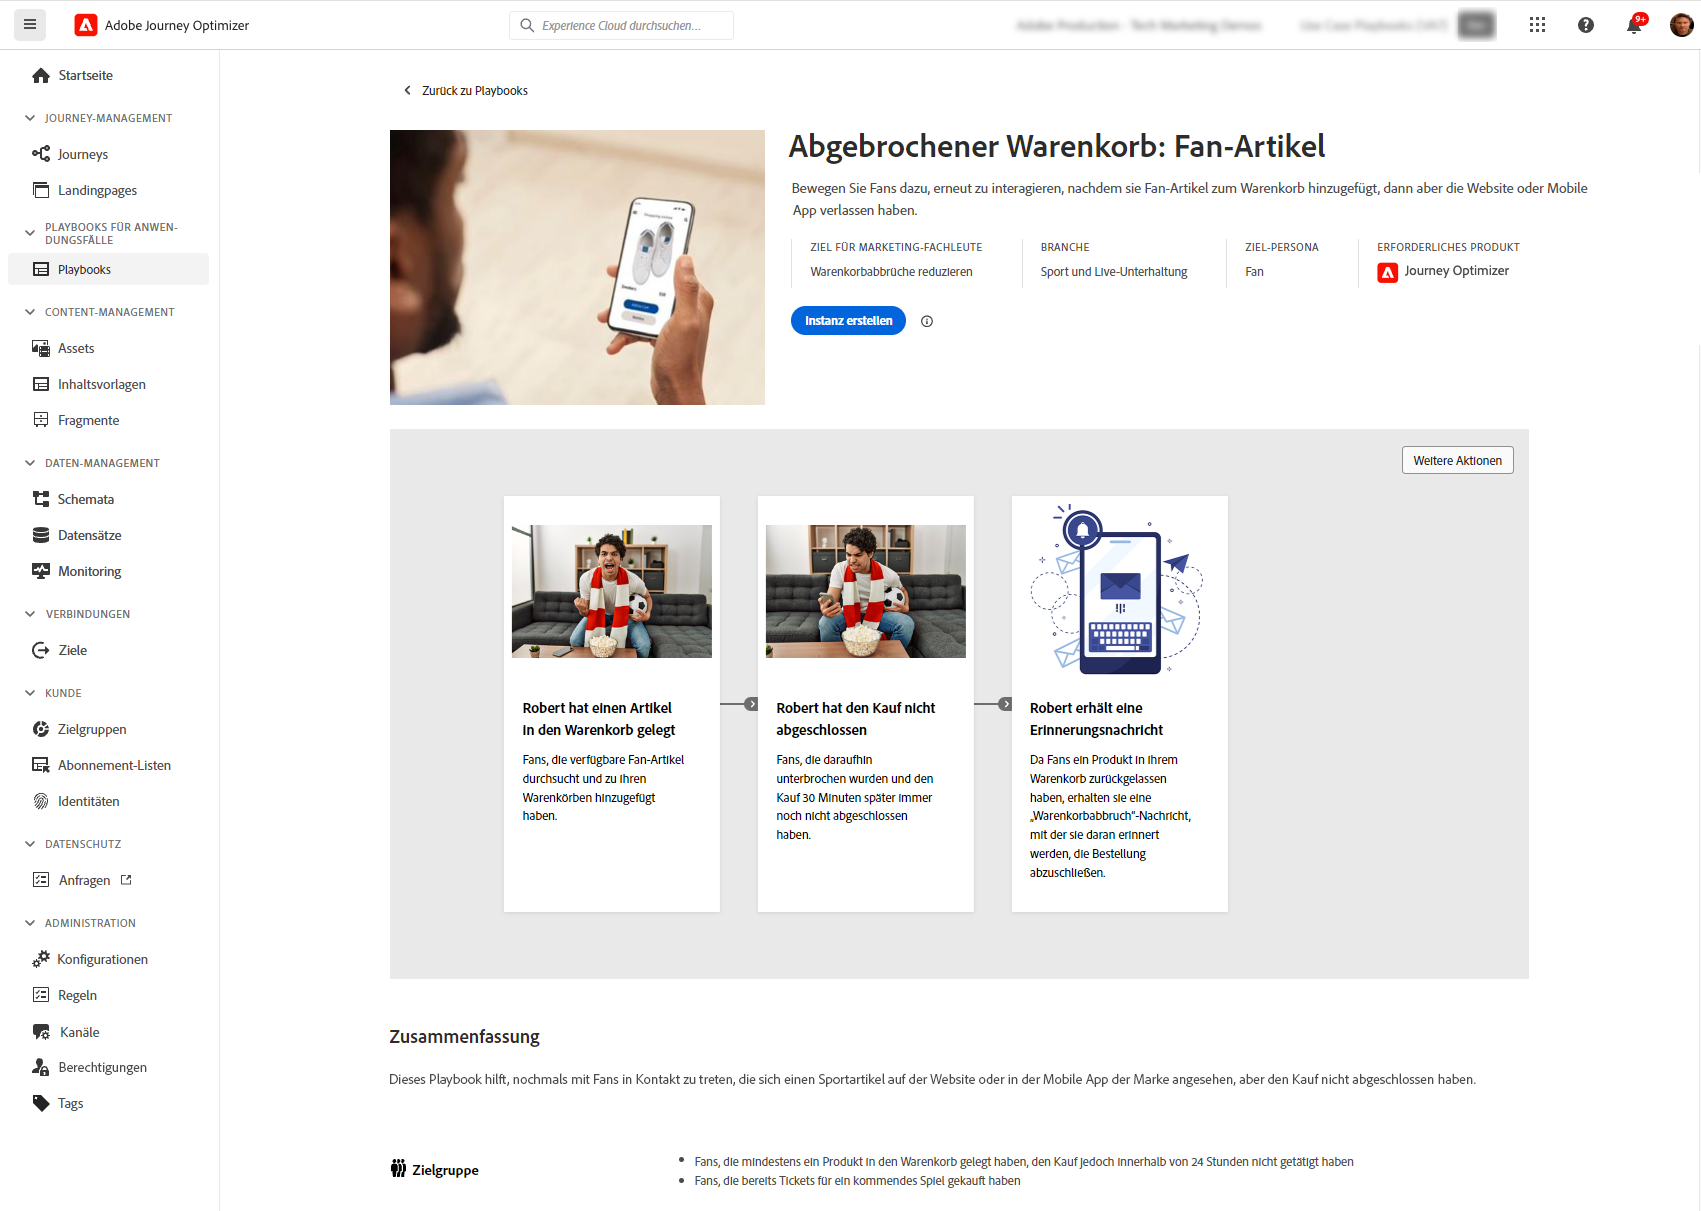 Adobe Journey Optimizer
Experience Cloud durchsuchen...
9+
Startseite
JOURNEY-MANAGEMENT
Journeys
Landingpages
PLAYBOOKS FÜR ANWEN-
DUNGSFÄLLE
Playbooks
CONTENT-MANAGEMENT
Assets
Inhaltsvorlagen
Fragmente
DATEN-MANAGEMENT
Schemata
Datensätze
Monitoring
VERBINDUNGEN
Ziele
KUNDE
Zielgruppen
Abonnement-Listen
Identitäten
DATENSCHUTZ
Anfragen
ADMINISTRATION
Konfigurationen
Regeln
Kanäle
Berechtigungen
Tags
Zurück zu Playbooks
Abgebrochener Warenkorb: Fan-Artikel
Bewegen Sie Fans dazu, erneut zu interagieren, nachdem sie Fan-Artikel zum Warenkorb hinzugefügt, dann aber die Website oder Mobile
App verlassen haben.
ZIEL FÜR MARKETING-FACHLEUTE
Warenkorbabbrüche reduzieren
BRANCHE
Sport und Live-Unterhaltung
ZIEL-PERSONA
Fan
ERFORDERLICHES PRODUKT
Journey Optimizer
Instanz erstellen
Weitere Aktionen
Robert hat einen Artikel
in den Warenkorb gelegt
Fans, die verfügbare Fan-Artikel
durchsucht und zu ihren
Warenkörben hinzugefügt
haben.
Robert hat den Kauf nicht
abgeschlossen
Fans, die daraufhin
unterbrochen wurden und den
Kauf 30 Minuten später immer
noch nicht abgeschlossen
haben.
Robert erhält eine
Erinnerungsnachricht
Da Fans ein Produkt in ihrem
Warenkorb zurückgelassen
haben, erhalten sie eine
„Warenkorbabbruch“-Nachricht,
mit der sie daran erinnert
werden, die Bestellung
abzuschließen.
Zusammenfassung
Dieses Playbook hilft, nochmals mit Fans in Kontakt zu treten, die sich einen Sportartikel auf der Website oder in der Mobile App der Marke angesehen, aber den Kauf nicht abgeschlossen haben.
Zielgruppe
Fans, die mindestens ein Produkt in den Warenkorb gelegt haben, den Kauf jedoch innerhalb von 24 Stunden nicht getätigt haben
Fans, die bereits Tickets für ein kommendes Spiel gekauft haben